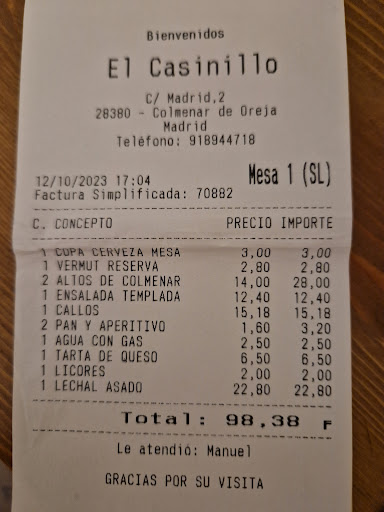 Bienvenidos
El Casinillo
C/ Madrid,2
28380 - Colmenar de Oreja
Madrid
Teléfono: 918944718
12/10/2023 17:04 Mesa 1 (SL)
Factura Simplificada: 70882
C. CONCEPTO PRECIO IMPORTE
1 COPA CERVEZA MESA 3,00 3,00
1 VERMUT RESERVA 2,80 2,80
2 ALTOS DE COLMENAR 14,00 28,00
1 ENSALADA TEMPLADA 12,40 12,40
1 CALLOS 15,18 15,18
2 PAN Y APERITIVO 1,60 3,20
1 AGUA CON GAS 2,50 2,50
1 TARTA DE QUESO 6,50 6,50
1 LICORES 2,00 2,00
1 LECHAL ASADO 22,80 22,80
Total: 98,38 F
Le atendió: Manuel
GRACIAS POR SU VISITA